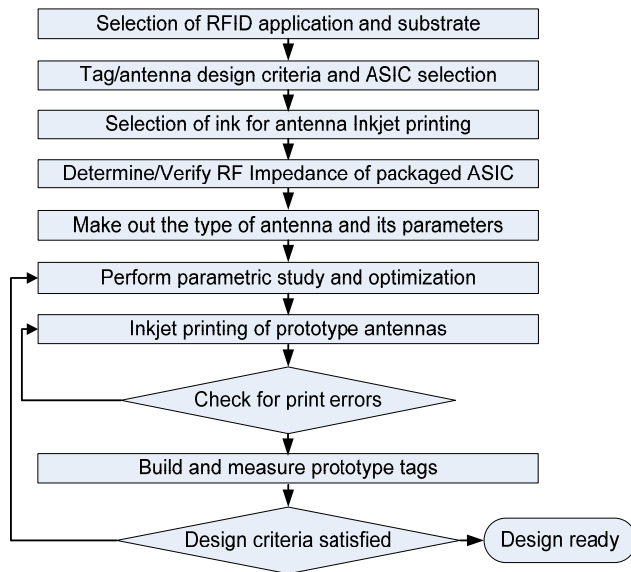 Selection of RFID application and substrate
Tag/antenna design criteria and ASIC selection
Selection of ink for antenna Inkjet printing
Determine/Verify RF Impedance of packaged ASIC
Make out the type of antenna and its parameters
Perform parametric study and optimization
Inkjet printing of prototype antennas
Check for print errors
Build and measure prototype tags
Design criteria satisfied
Design ready